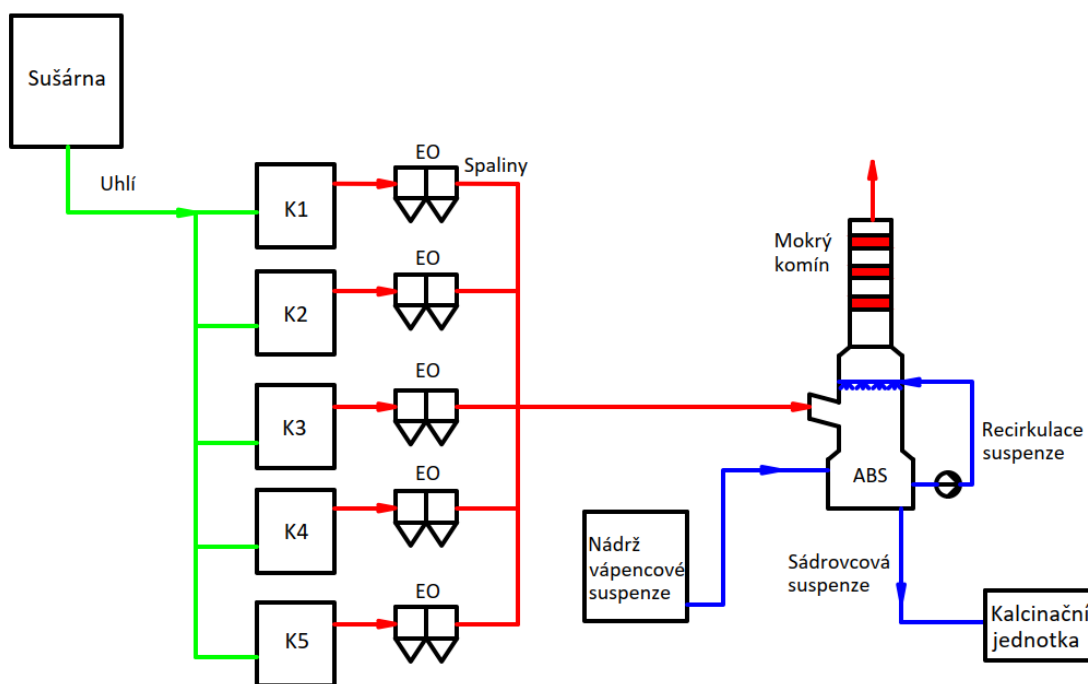 Sušárna
Uhlí
K1
EO
Spaliny
K2
EO
K3
EO
K4
EO
K5
EO
Mokrý
komín
Recirkulace
suspenze
ABS
Nádrž
vápencové
suspenze
Sádrovcová
suspenze
Kalcinační
jednotka